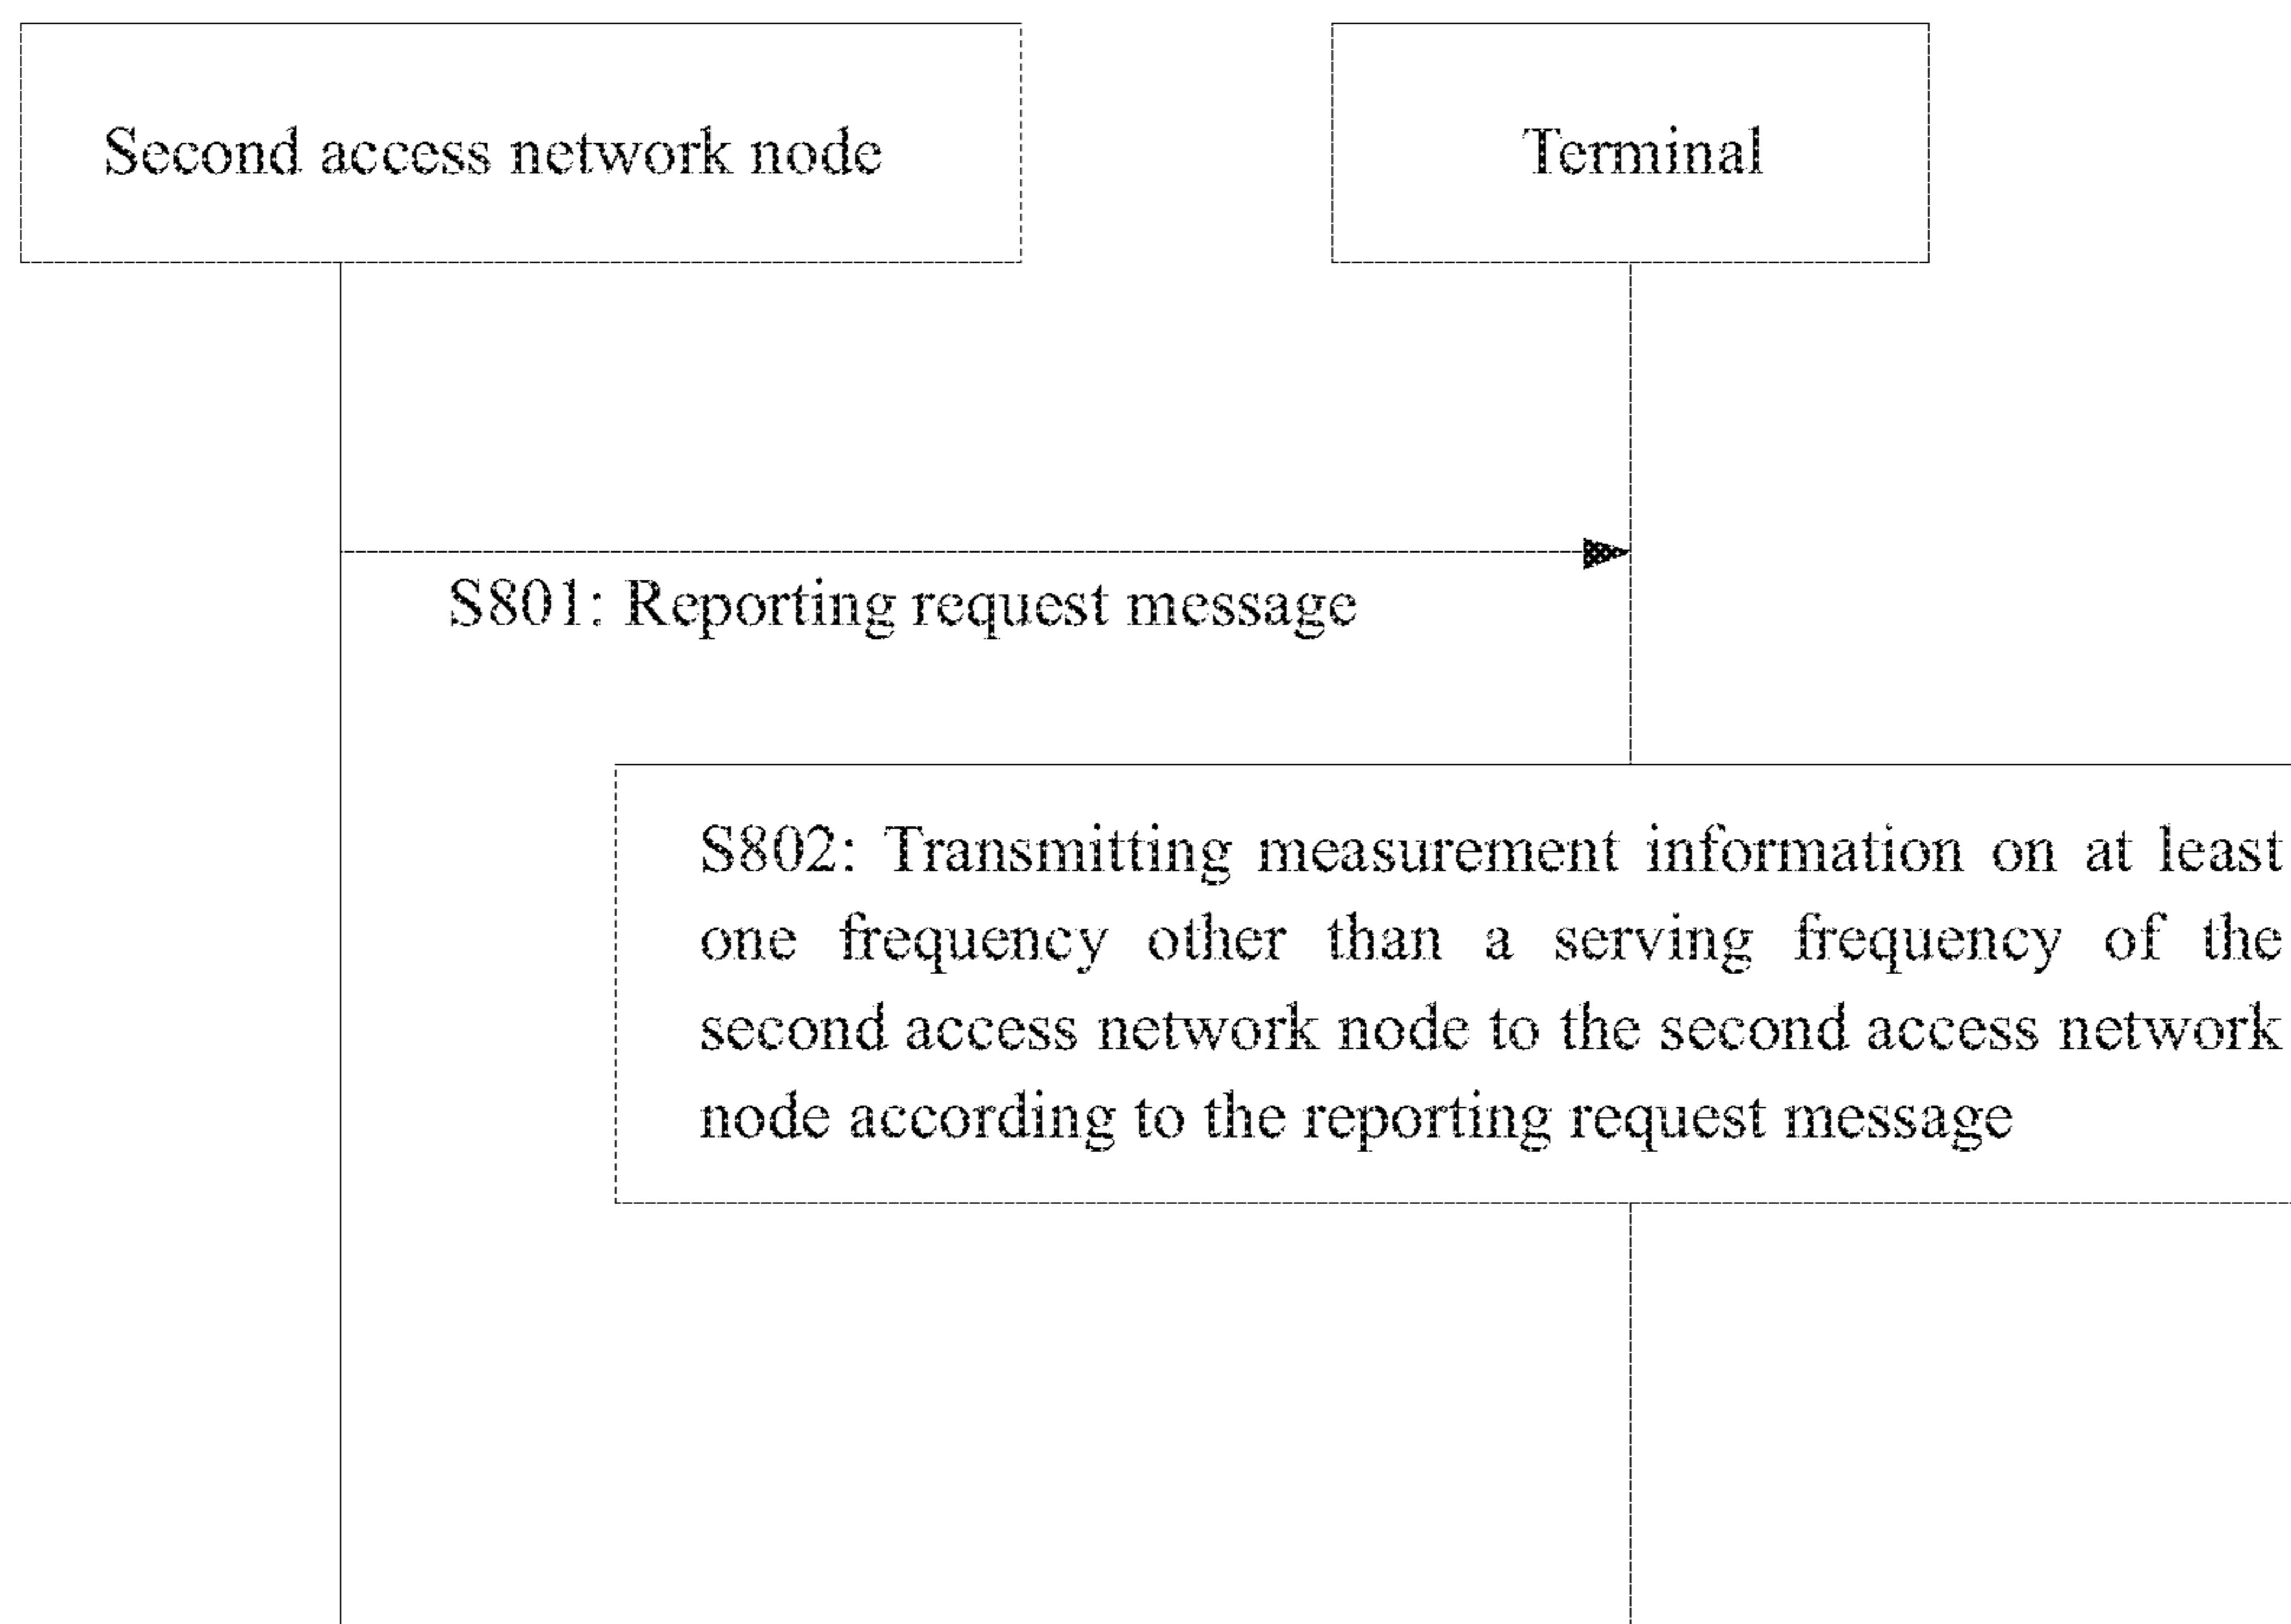 Second access network node
Terminal
S801: Reporting request message
S802: Transmitting measurement information on at least
one frequency other than a serving frequency of the
second access network node to the second access network
node according to the reporting request message